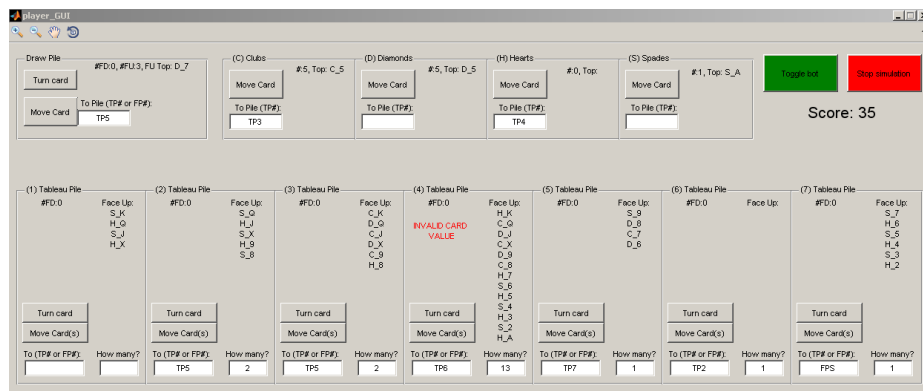 player_GUI
Draw Pile
#FD:0, #FU:3, FU Top: D_7
Turn card
Move Card
To Pile (TP# or FP#):
TP5
(C) Clubs
#:5, Top: C_5
Move Card
To Pile (TP#):
TP3
(D) Diamonds
#:5, Top: D_5
Move Card
To Pile (TP#):
(H) Hearts
#:0, Top:
Move Card
To Pile (TP#):
TP4
(S) Spades
#:1, Top: S_A
Move Card
To Pile (TP#):
Toggle bot
Stop simulation
Score: 35
(1) Tableau Pile
#FD:0
Face Up:
S_K
H_Q
S_J
H_X
Turn card
Move Card(s)
To (TP# or FP#):
How many?
(2) Tableau Pile
#FD:0
Face Up:
S_Q
H_J
S_X
H_9
S_8
Turn card
Move Card(s)
To (TP# or FP#):
How many?
TP5
2
(3) Tableau Pile
#FD:0
Face Up:
C_K
D_Q
C_J
D_X
C_9
H_8
Turn card
Move Card(s)
To (TP# or FP#):
How many?
TP5
2
(4) Tableau Pile
#FD:0
INVALID CARD
VALUE
Face Up:
H_K
C_Q
D_J
C_X
D_9
C_8
H_7
S_6
H_5
S_4
H_3
S_2
H_A
Turn card
Move Card(s)
To (TP# or FP#):
How many?
TP6
13
(5) Tableau Pile
#FD:0
Face Up:
S_9
D_8
C_7
D_6
Turn card
Move Card(s)
To (TP# or FP#):
How many?
TP7
1
(6) Tableau Pile
#FD:0
Face Up:
Turn card
Move Card(s)
To (TP# or FP#):
How many?
TP2
1
(7) Tableau Pile
#FD:0
Face Up:
S_7
H_6
S_5
H_4
S_3
H_2
Turn card
Move Card(s)
To (TP# or FP#):
How many?
FPS
1